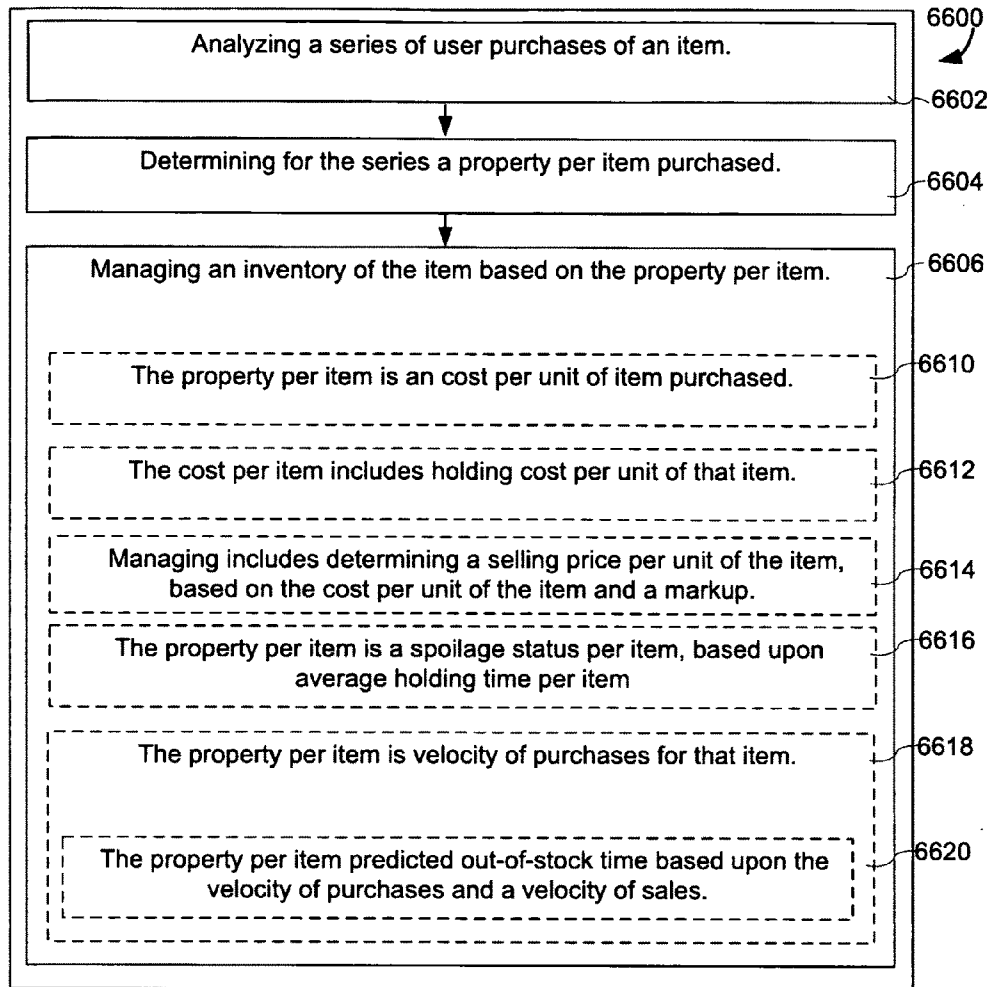 6600
Analyzing a series of user purchases of an item.
6602
Determining for the series a property per item purchased.
6604
Managing an inventory of the item based on the property per item.
6606
The property per item is an cost per unit of item purchased.
6610
The cost per item includes holding cost per unit of that item.
6612
Managing includes determining a selling price per unit of the item,
based on the cost per unit of the item and a markup.
6614
The property per item is a spoilage status per item, based upon
average holding time per item
6616
The property per item is velocity of purchases for that item.
6618
The property per item predicted out-of-stock time based upon the
velocity of purchases and a velocity of sales.
6620